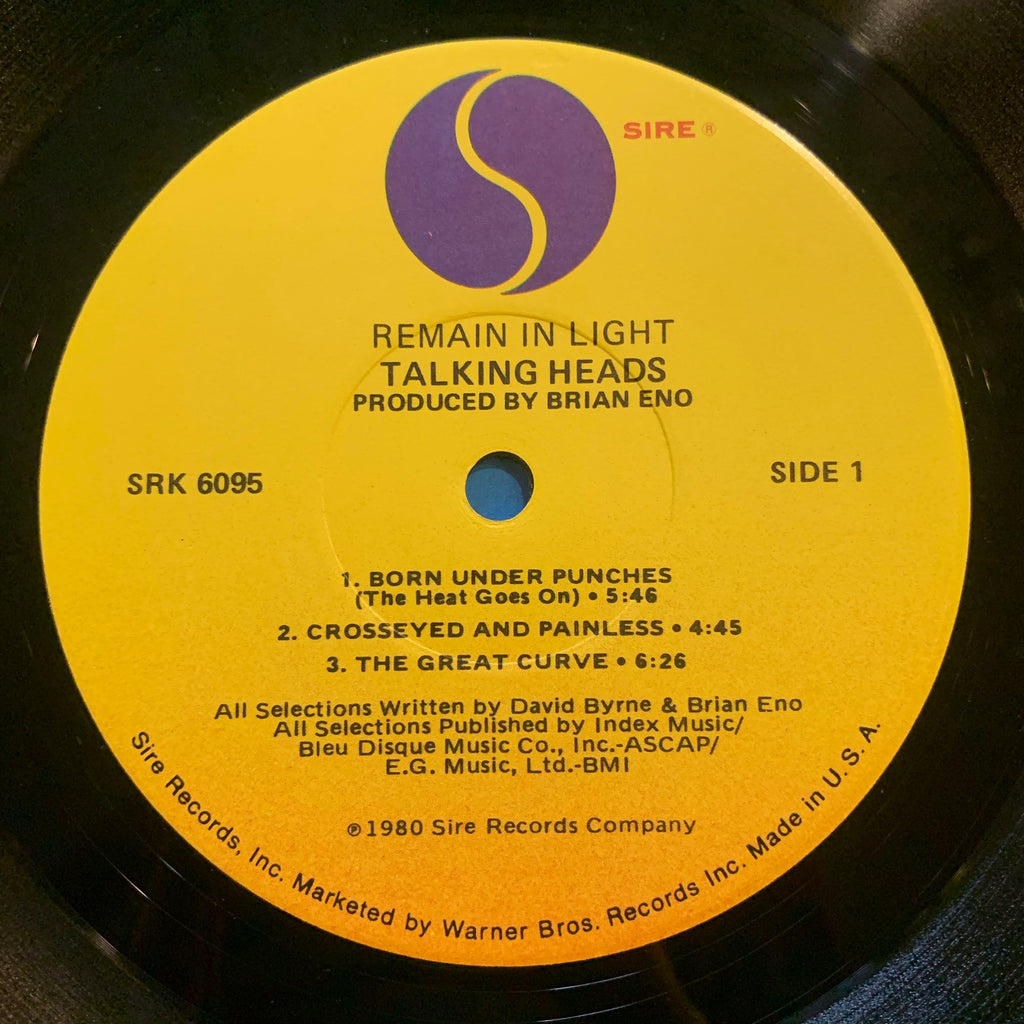 SIRE ®
REMAIN IN LIGHT
TALKING HEADS
PRODUCED BY BRIAN ENO
SRK 6095
SIDE 1
1. BORN UNDER PUNCHES
(The Heat Goes On) • 5:46
2. CROSSEYED AND PAINLESS • 4:45
3. THE GREAT CURVE • 6:26
All Selections Written by David Byrne & Brian Eno
All Selections Published by Index Music/
Bleu Disque Music Co., Inc.-ASCAP/
E.G. Music, Ltd.-BMI
℗1980 Sire Records Company
Sire Records, Inc. Marketed by Warner Bros. Records Inc. Made in U. S. A.